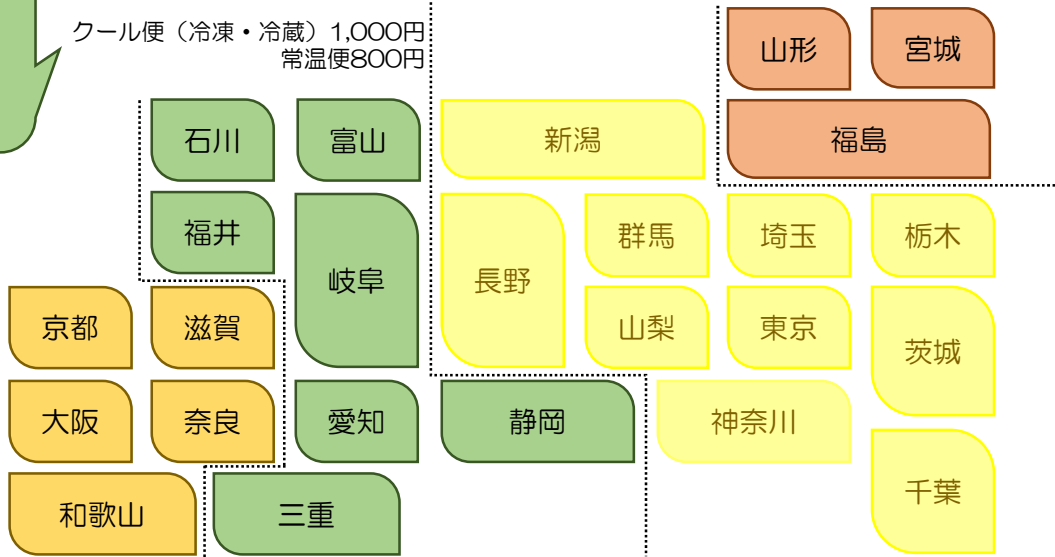 クール便（冷凍・冷蔵）1,000円
常温便800円
山形
宮城
石川
富山
新潟
福島
福井
岐阜
長野
群馬
埼玉
栃木
京都
滋賀
山梨
東京
茨城
大阪
奈良
愛知
静岡
神奈川
千葉
和歌山
三重